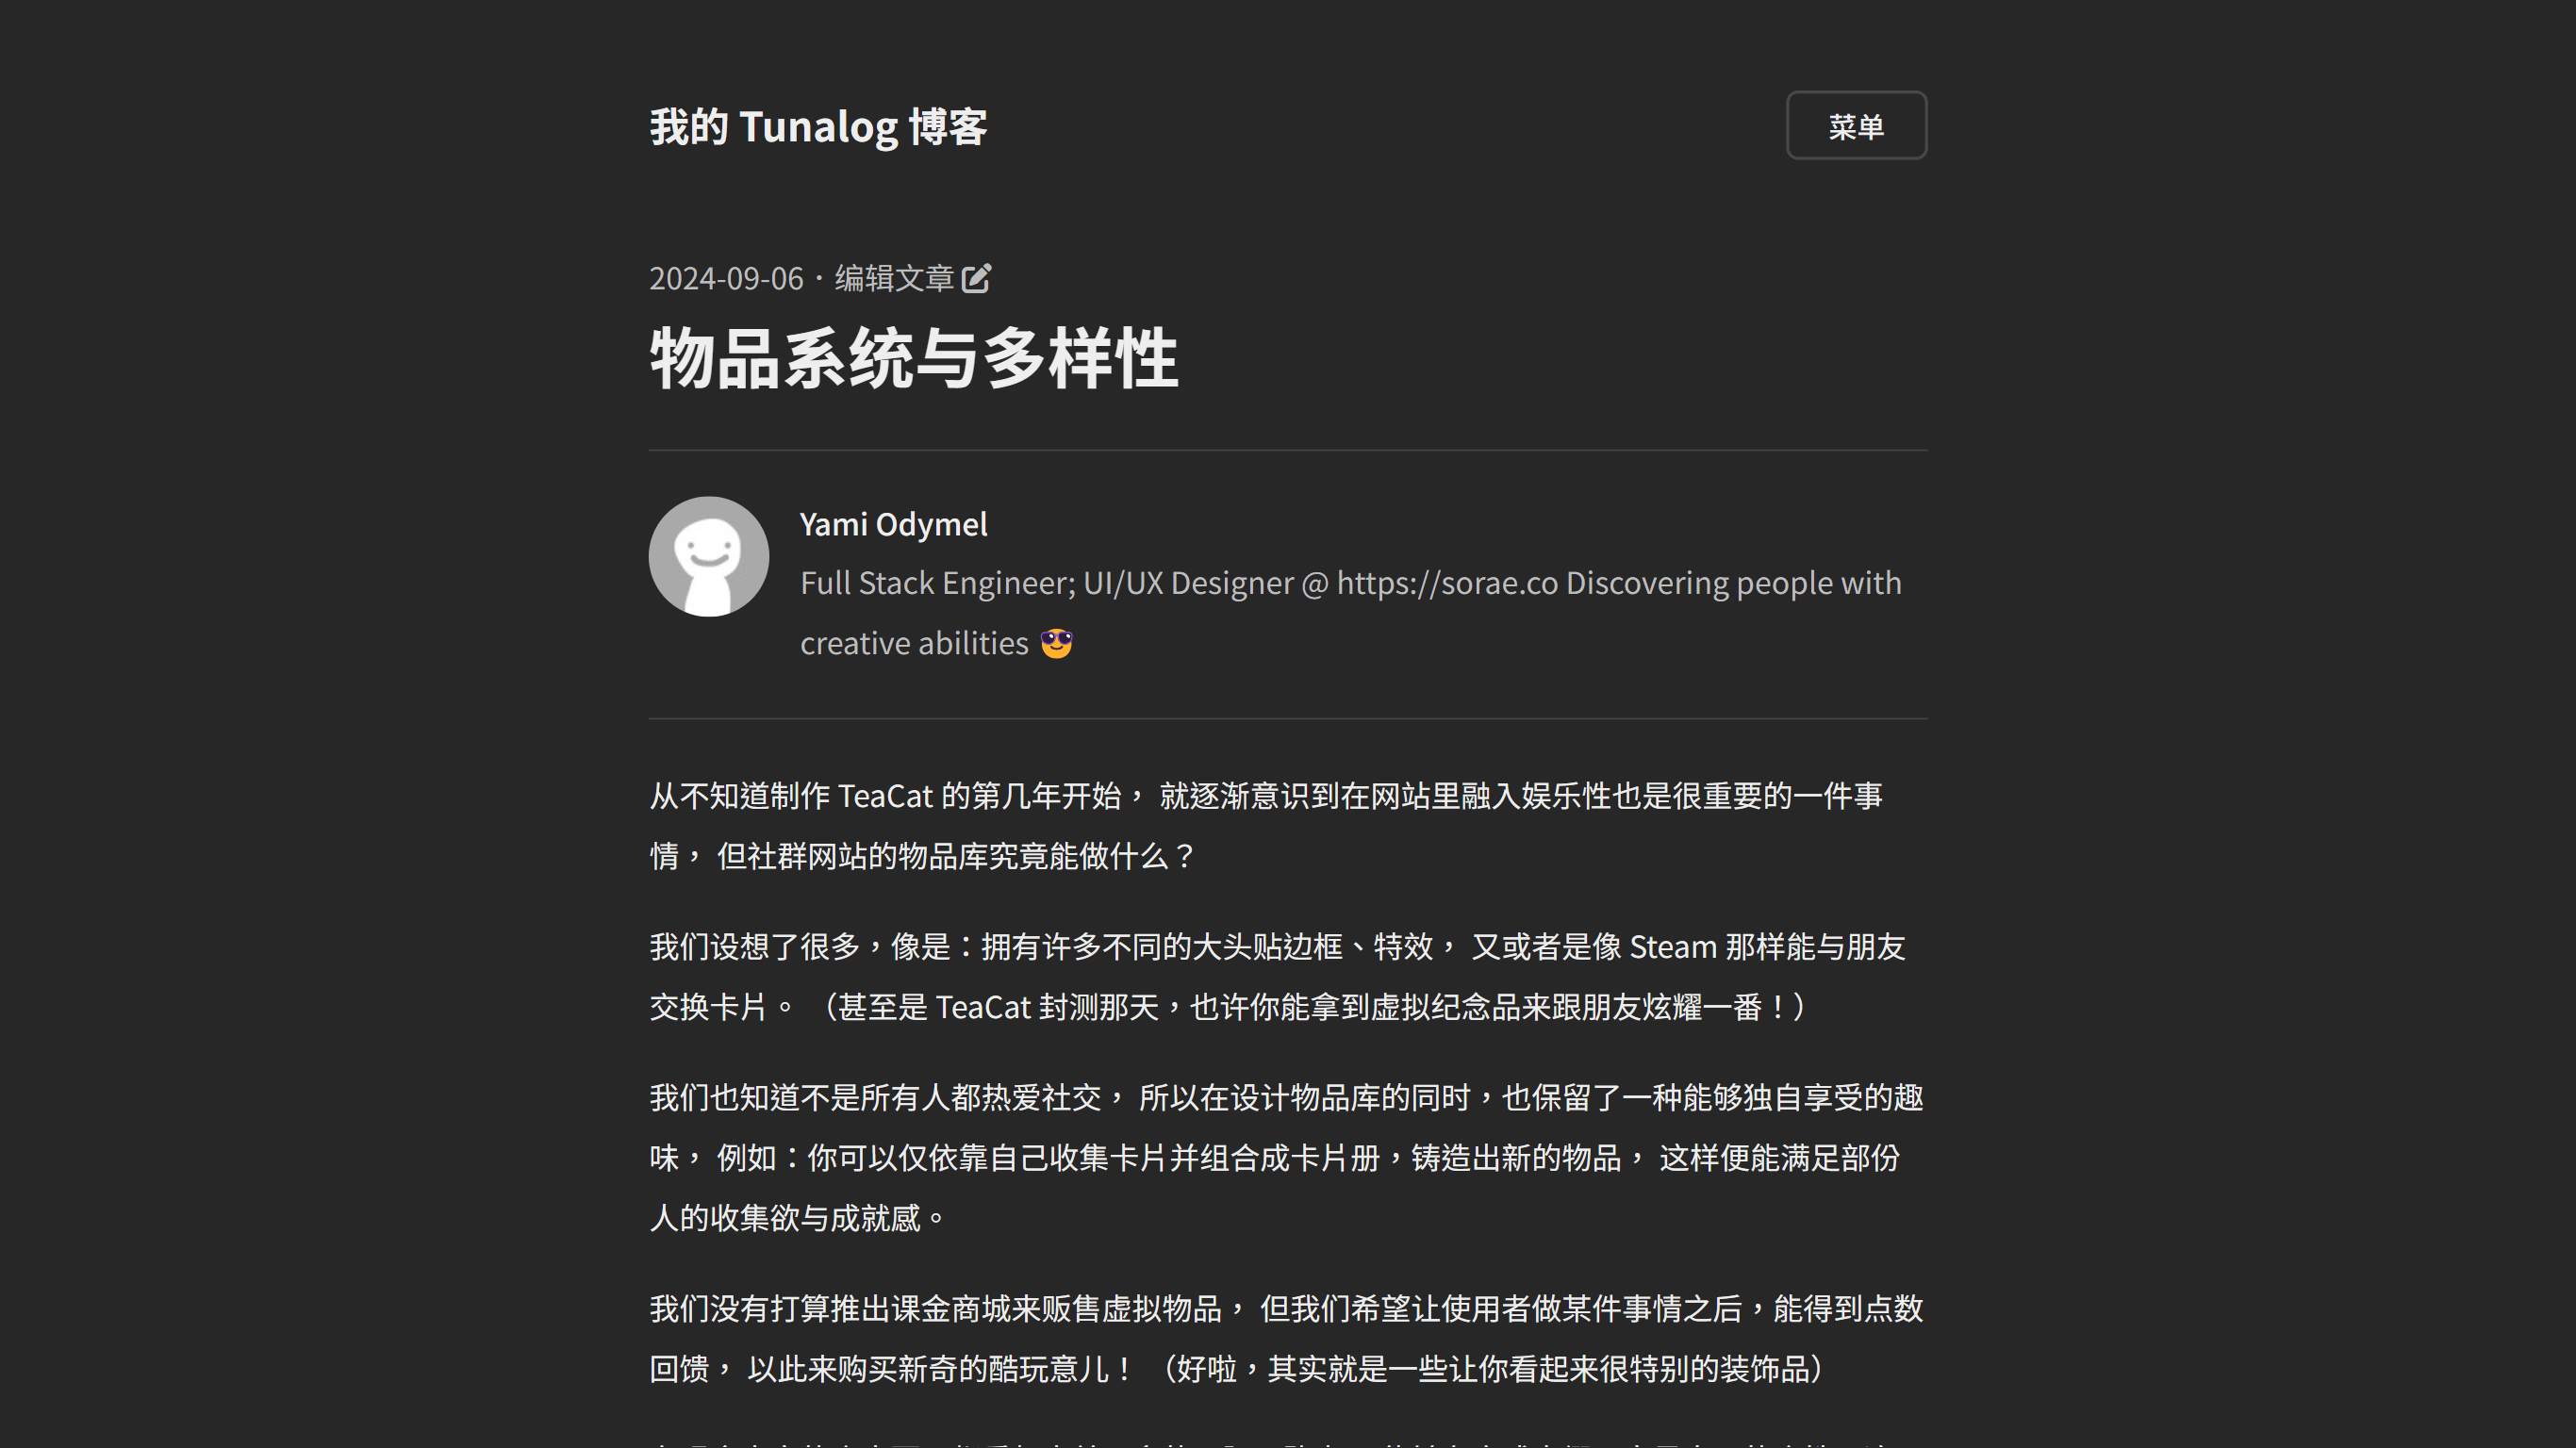 我的 Tunalog 博客
菜单
2024-09-06 · 编辑文章
物品系统与多样性
Yami Odymel
Full Stack Engineer; UI/UX Designer @ https://sorae.co Discovering people with
creative abilities 😎
从不知道制作 TeaCat 的第几年开始， 就逐渐意识到在网站里融入娱乐性也是很重要的一件事
情， 但社群网站的物品库究竟能做什么？
我们设想了很多，像是：拥有许多不同的大头贴边框、特效， 又或者是像 Steam 那样能与朋友
交换卡片。 （甚至是 TeaCat 封测那天，也许你能拿到虚拟纪念品来跟朋友炫耀一番！）
我们也知道不是所有人都热爱社交， 所以在设计物品库的同时，也保留了一种能够独自享受的趣
味， 例如：你可以仅依靠自己收集卡片并组合成卡片册，铸造出新的物品， 这样便能满足部份
人的收集欲与成就感。
我们没有打算推出课金商城来贩售虚拟物品， 但我们希望让使用者做某件事情之后，能得到点数
回馈， 以此来购买新奇的酷玩意儿！ （好啦，其实就是一些让你看起来很特别的装饰品）